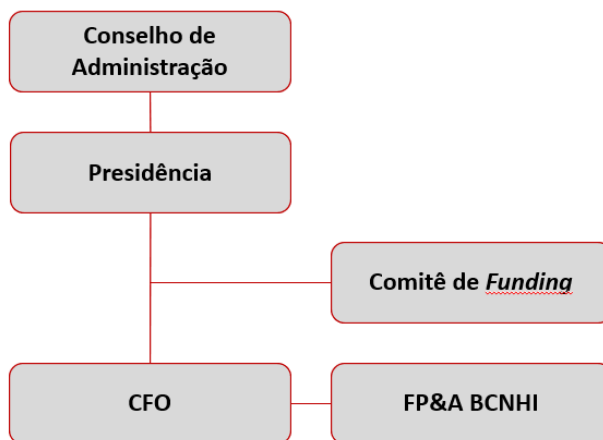 Conselho de
Administração
Presidência
Comitê de Funding
CFO
FP&A BCNHI